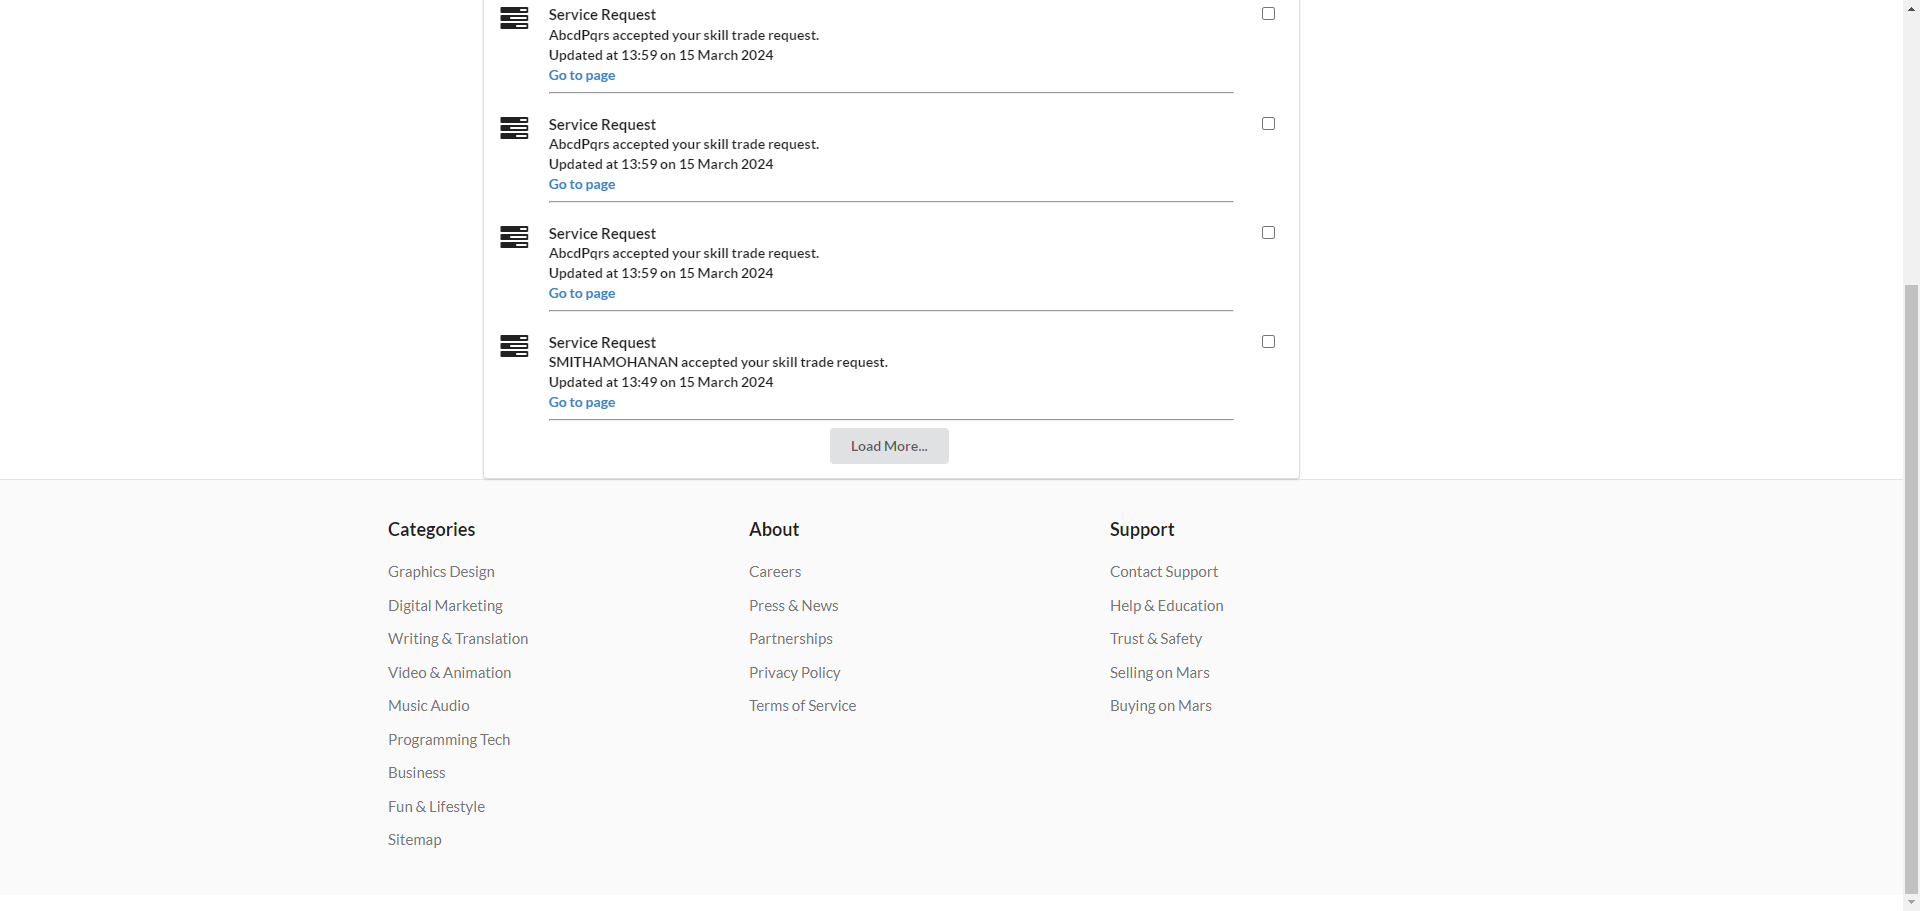 Service Request
AbcdPqrs accepted your skill trade request.
Updated at 13:59 on 15 March 2024
Go to page
Service Request
AbcdPqrs accepted your skill trade request.
Updated at 13:59 on 15 March 2024
Go to page
Service Request
AbcdPqrs accepted your skill trade request.
Updated at 13:59 on 15 March 2024
Go to page
Service Request
SMITHAMOHANAN accepted your skill trade request.
Updated at 13:49 on 15 March 2024
Go to page
Load More...
Categories
Graphics Design
Digital Marketing
Writing & Translation
Video & Animation
Music Audio
Programming Tech
Business
Fun & Lifestyle
Sitemap
About
Careers
Press & News
Partnerships
Privacy Policy
Terms of Service
Support
Contact Support
Help & Education
Trust & Safety
Selling on Mars
Buying on Mars